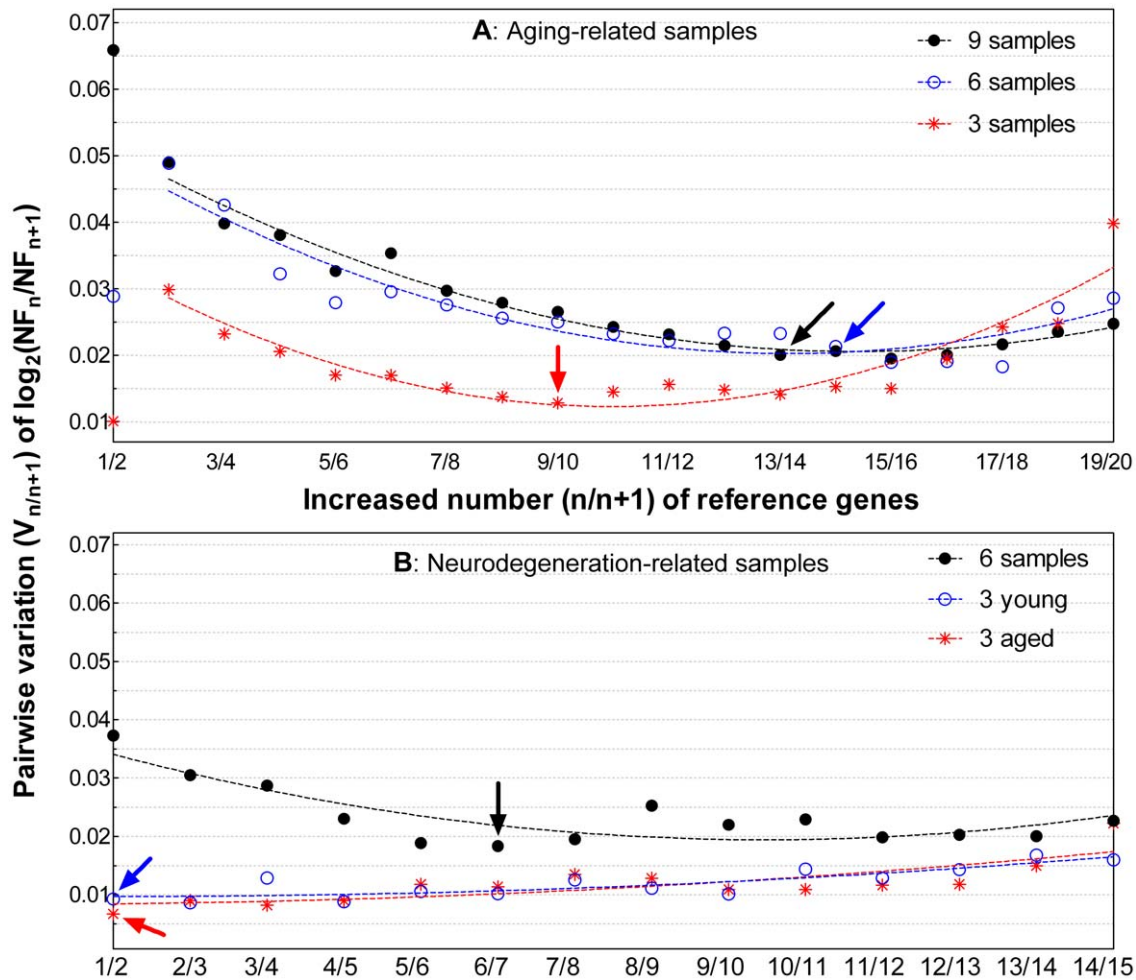 A: Aging-related samples
9 samples
6 samples
3 samples
0.07
0.06
0.05
0.04
0.03
0.02
0.01
1/2 3/4 5/6 7/8 9/10 11/12 13/14 15/16 17/18 19/20
Increased number (n/n+1) of reference genes
Pairwise variation (Vn/n+1) of log2(NFn/NFn+1)
B: Neurodegeneration-related samples
6 samples
3 young
3 aged
0.07
0.06
0.05
0.04
0.03
0.02
0.01
1/2 2/3 3/4 4/5 5/6 6/7 7/8 8/9 9/10 10/11 11/12 12/13 13/14 14/15